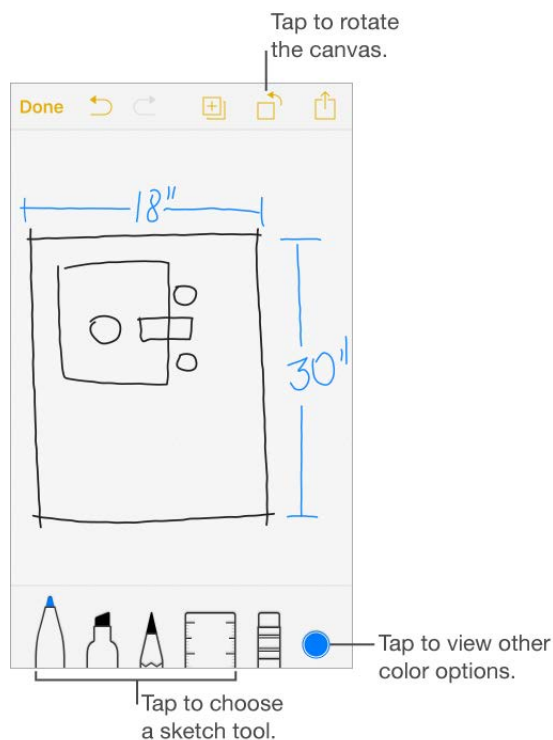 Tap to rotate
the canvas.
Done
18"
30"
Tap to view other
color options.
Tap to choose
a sketch tool.